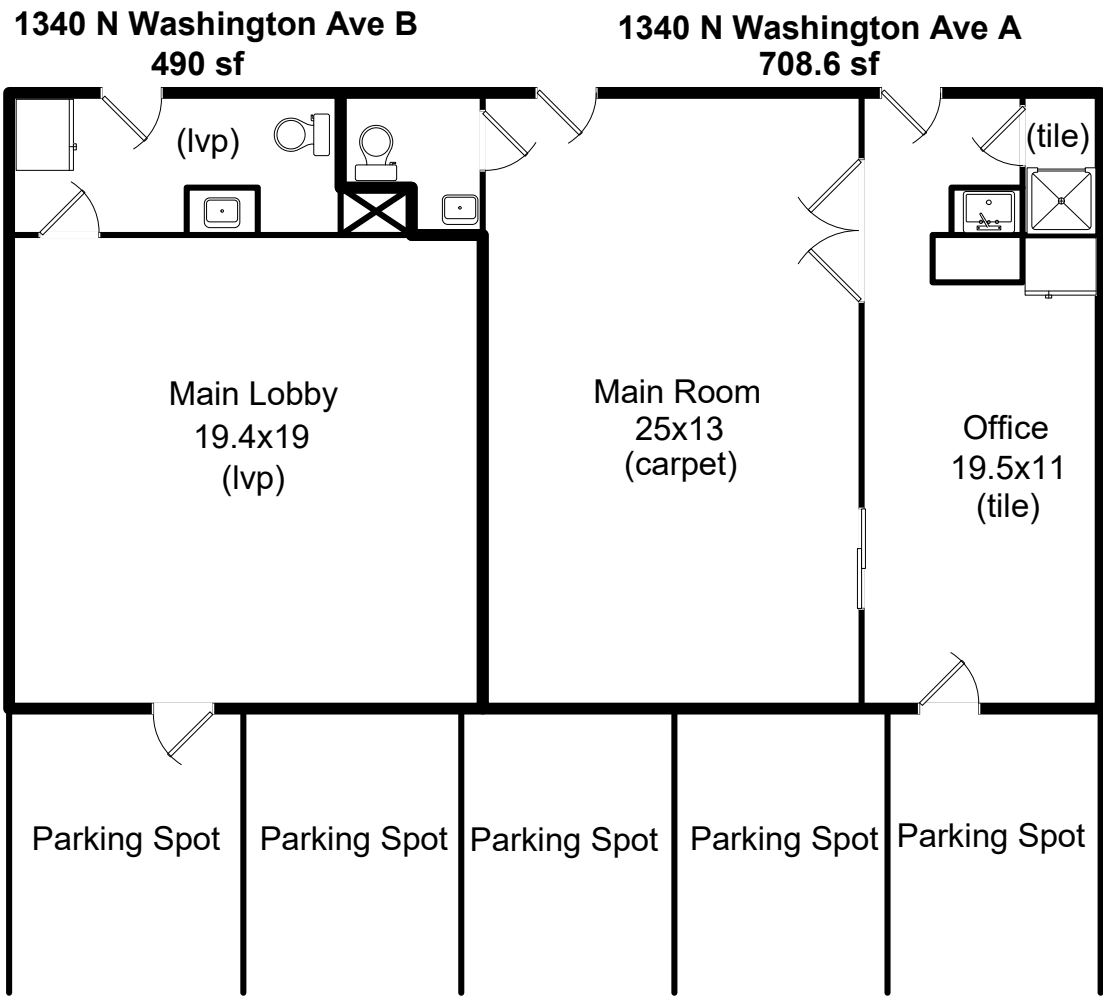 1340 N Washington Ave B
490 sf
1340 N Washington Ave A
708.6 sf
(lvp)
(tile)
Main Lobby
19.4x19
(lvp)
Main Room
25x13
(carpet)
Office
19.5x11
(tile)
Parking Spot
Parking Spot
Parking Spot
Parking Spot
Parking Spot